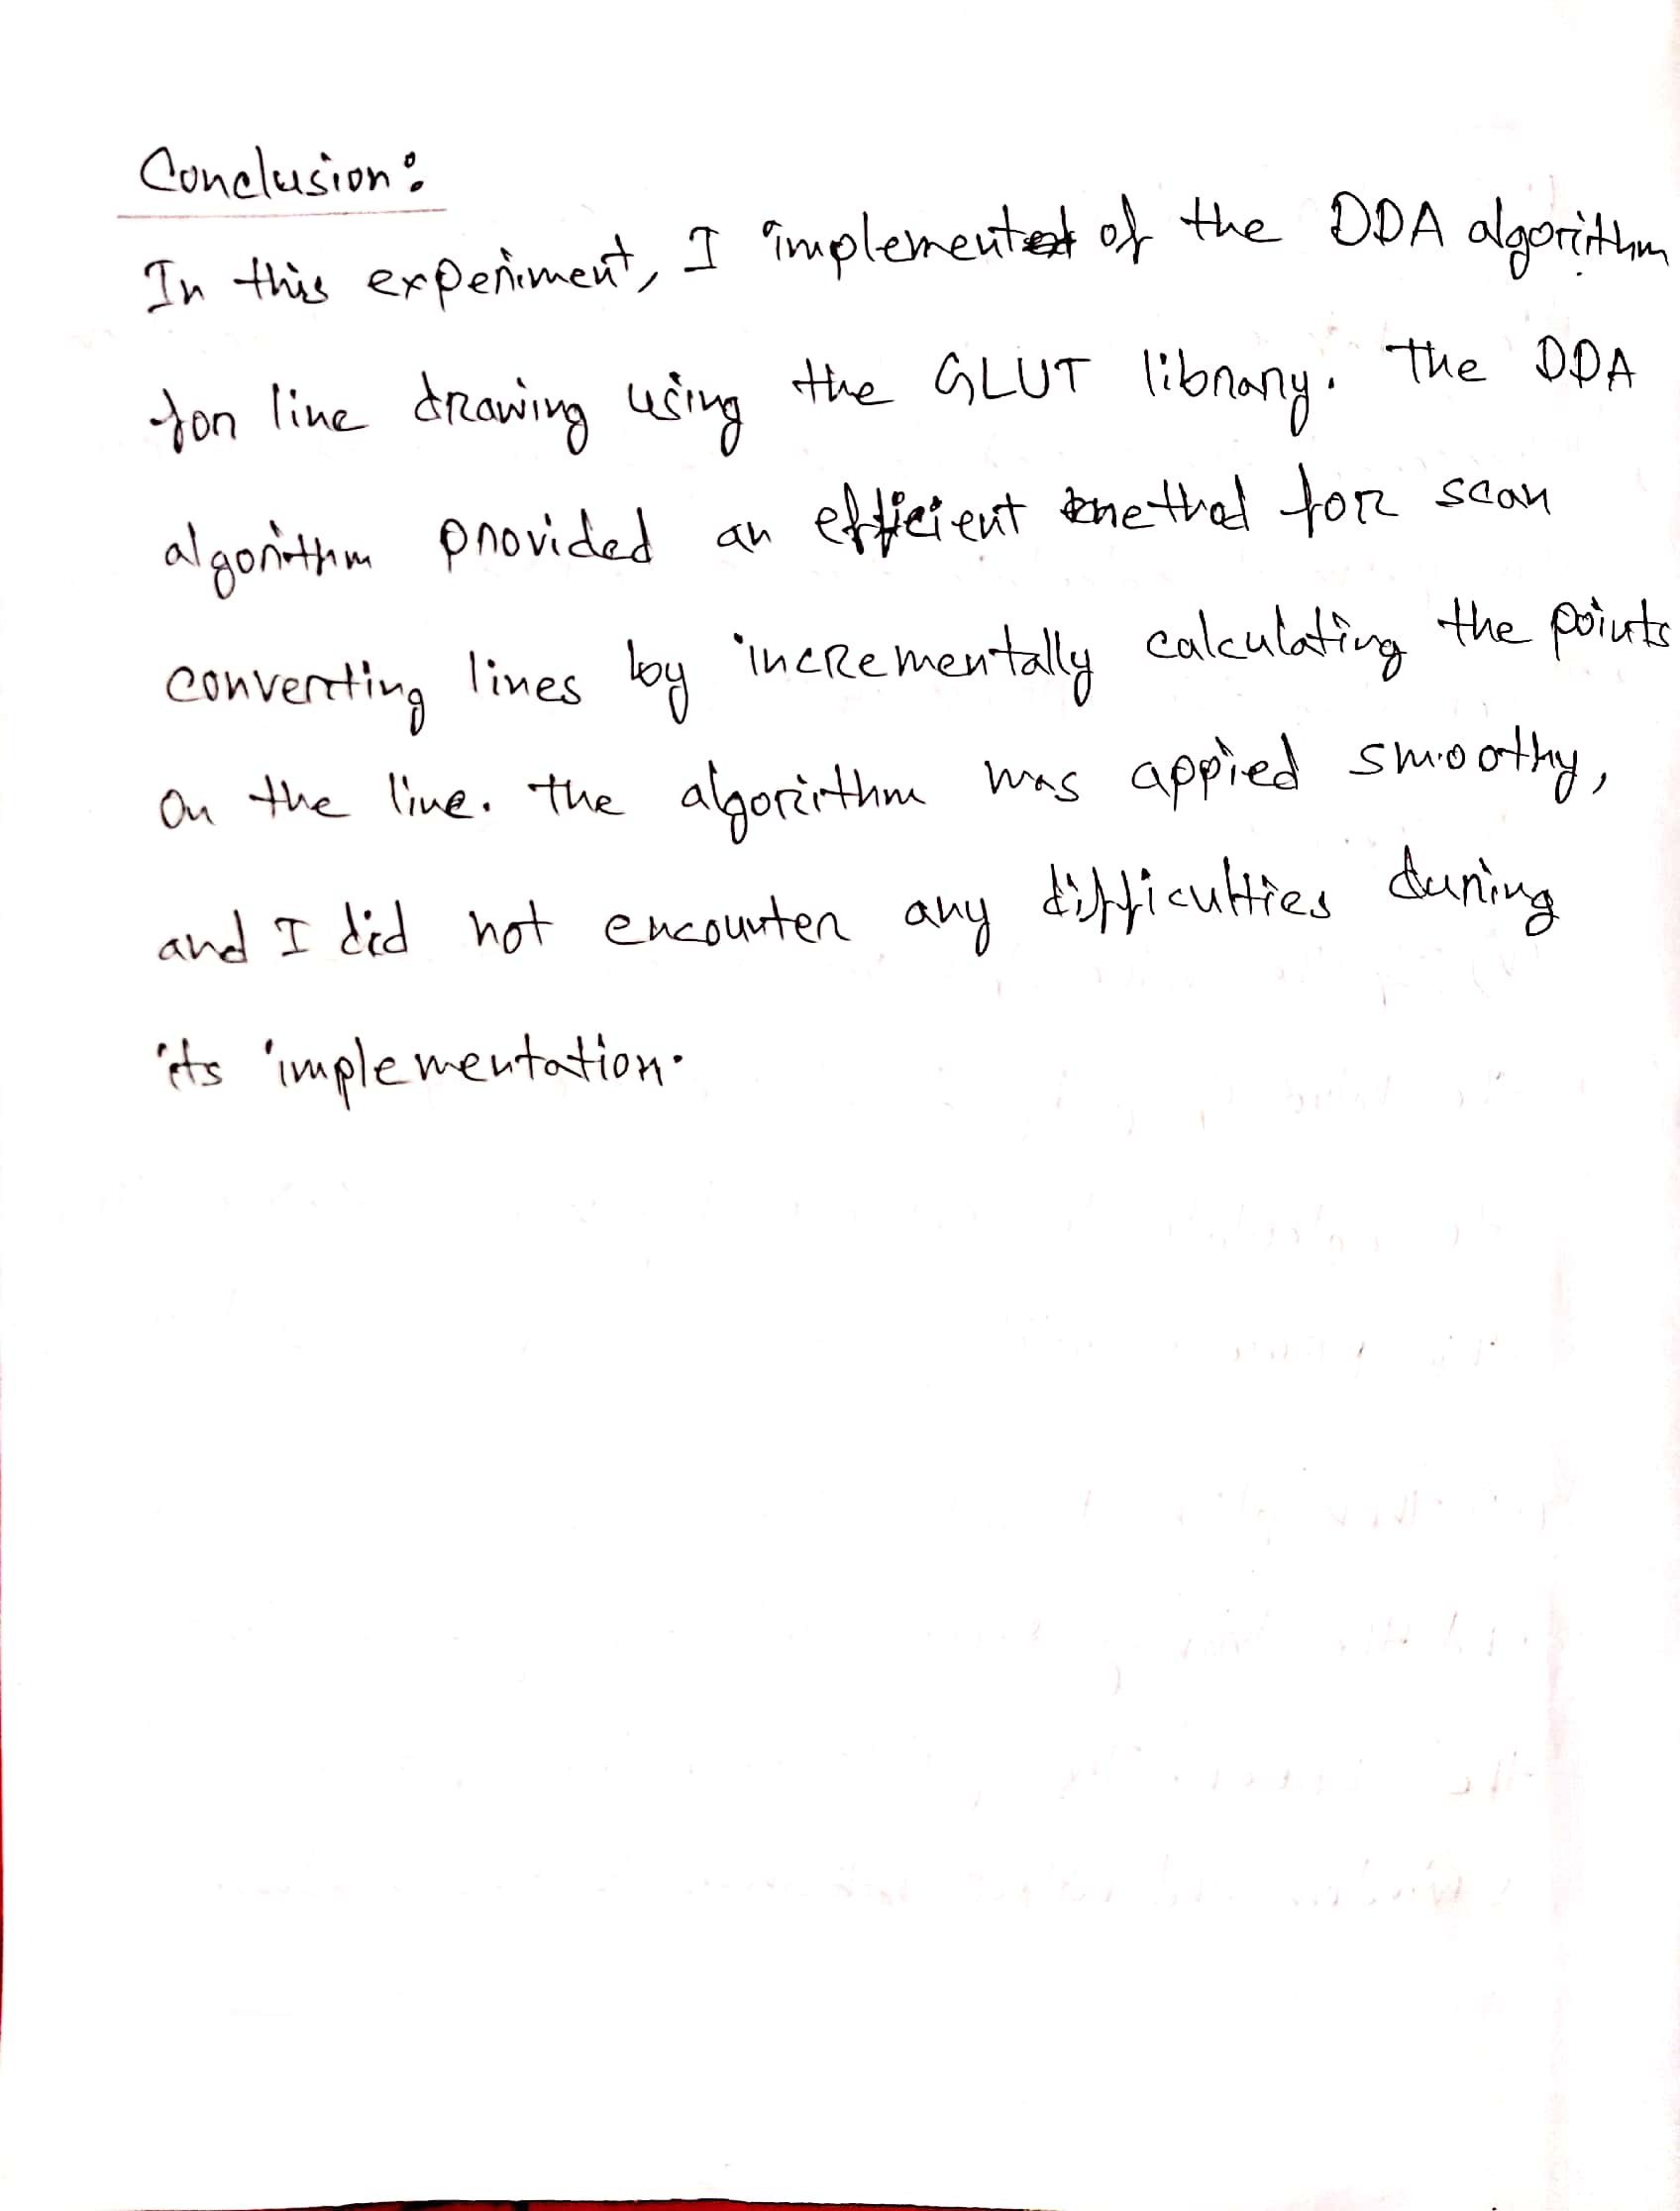 Conclusion:
In this experiment, I implemented of the DDA algorithm
for line drawing using the GLUT library. The DDA
algorithm provided an efficient method for scan
converting lines by incrementally calculating the points
on the line. The algorithm was appied smoothy,
and I did not encounter any difficulties during
its implementation.